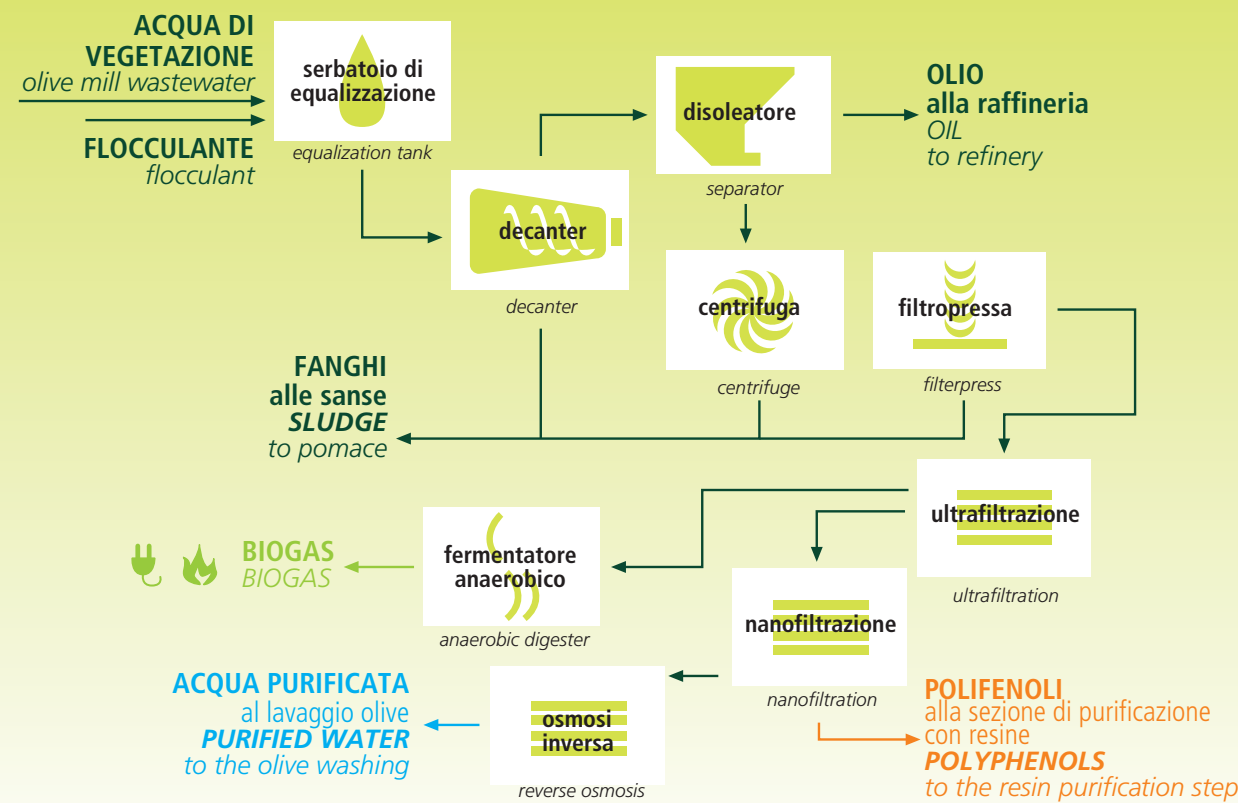 ACQUA DI
VEGETAZIONE
olive mill wastewater
FLOCCULANTE
flocculant
serbatoio di
equalizzazione
equalization tank
decanter
decanter
disoleatore
separator
OLIO
alla raffineria
OIL
to refinery
centrifuga
centrifuge
filtropressa
filterpress
FANGHI
alle sanse
SLUDGE
to pomace
ultrafiltrazione
ultrafiltration
fermentatore
anaerobico
anaerobic digester
BIOGAS
BIOGAS
nanofiltrazione
nanofiltration
ACQUA PURIFICATA
al lavaggio olive
PURIFIED WATER
to the olive washing
osmosi
inversa
reverse osmosis
POLIFENOLI
alla sezione di purificazione
con resine
POLYPHENOLS
to the resin purification step